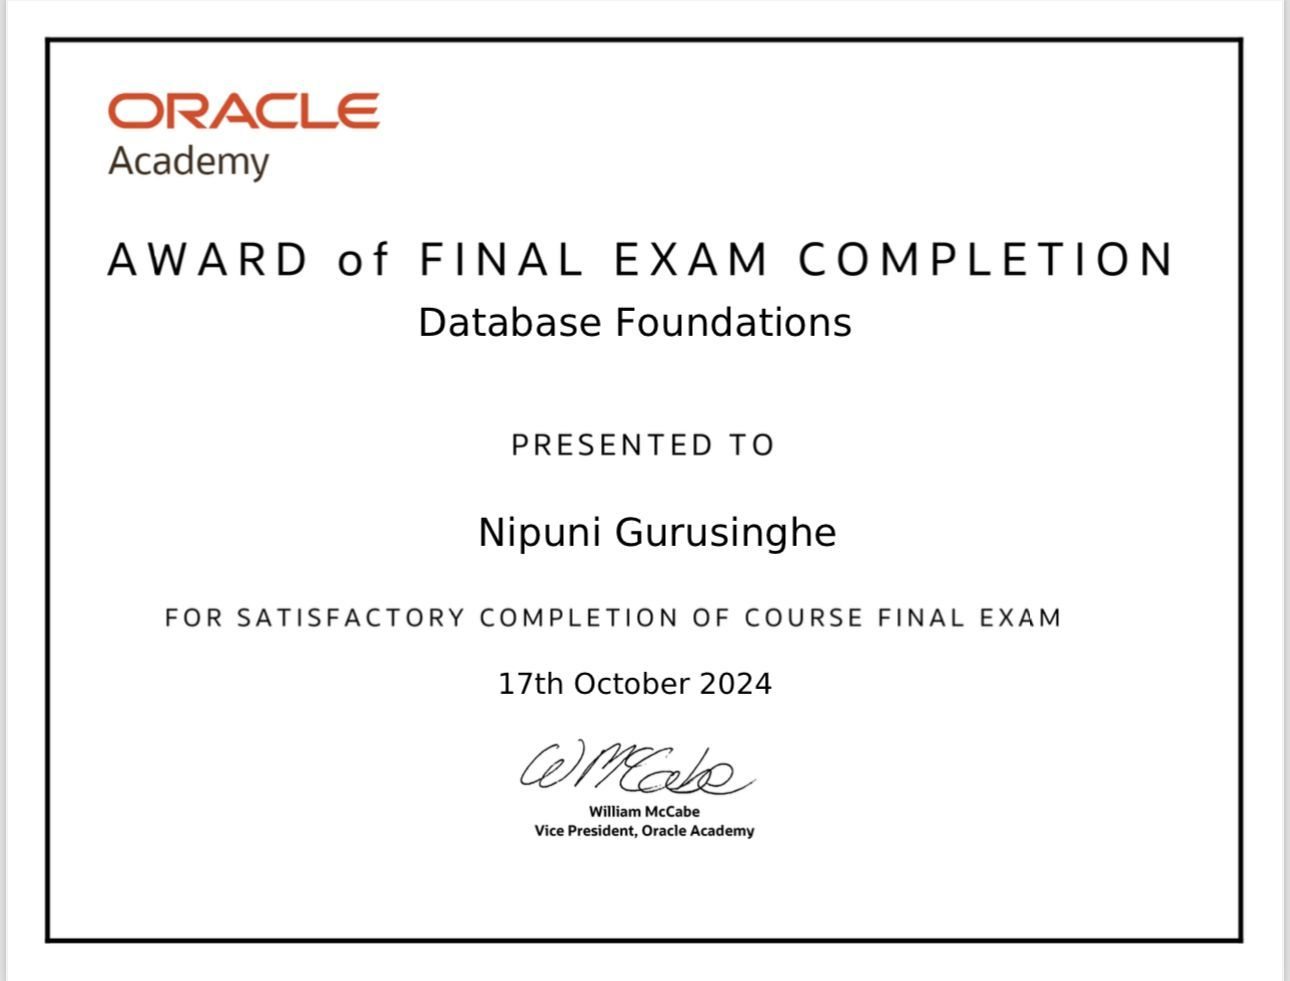 ORACLE
Academy
AWARD of FINAL EXAM COMPLETION
Database Foundations
PRESENTED TO
Nipuni Gurusinghe
FOR SATISFACTORY COMPLETION OF COURSE FINAL EXAM
17th October 2024
W McCabe
William McCabe
Vice President, Oracle Academy